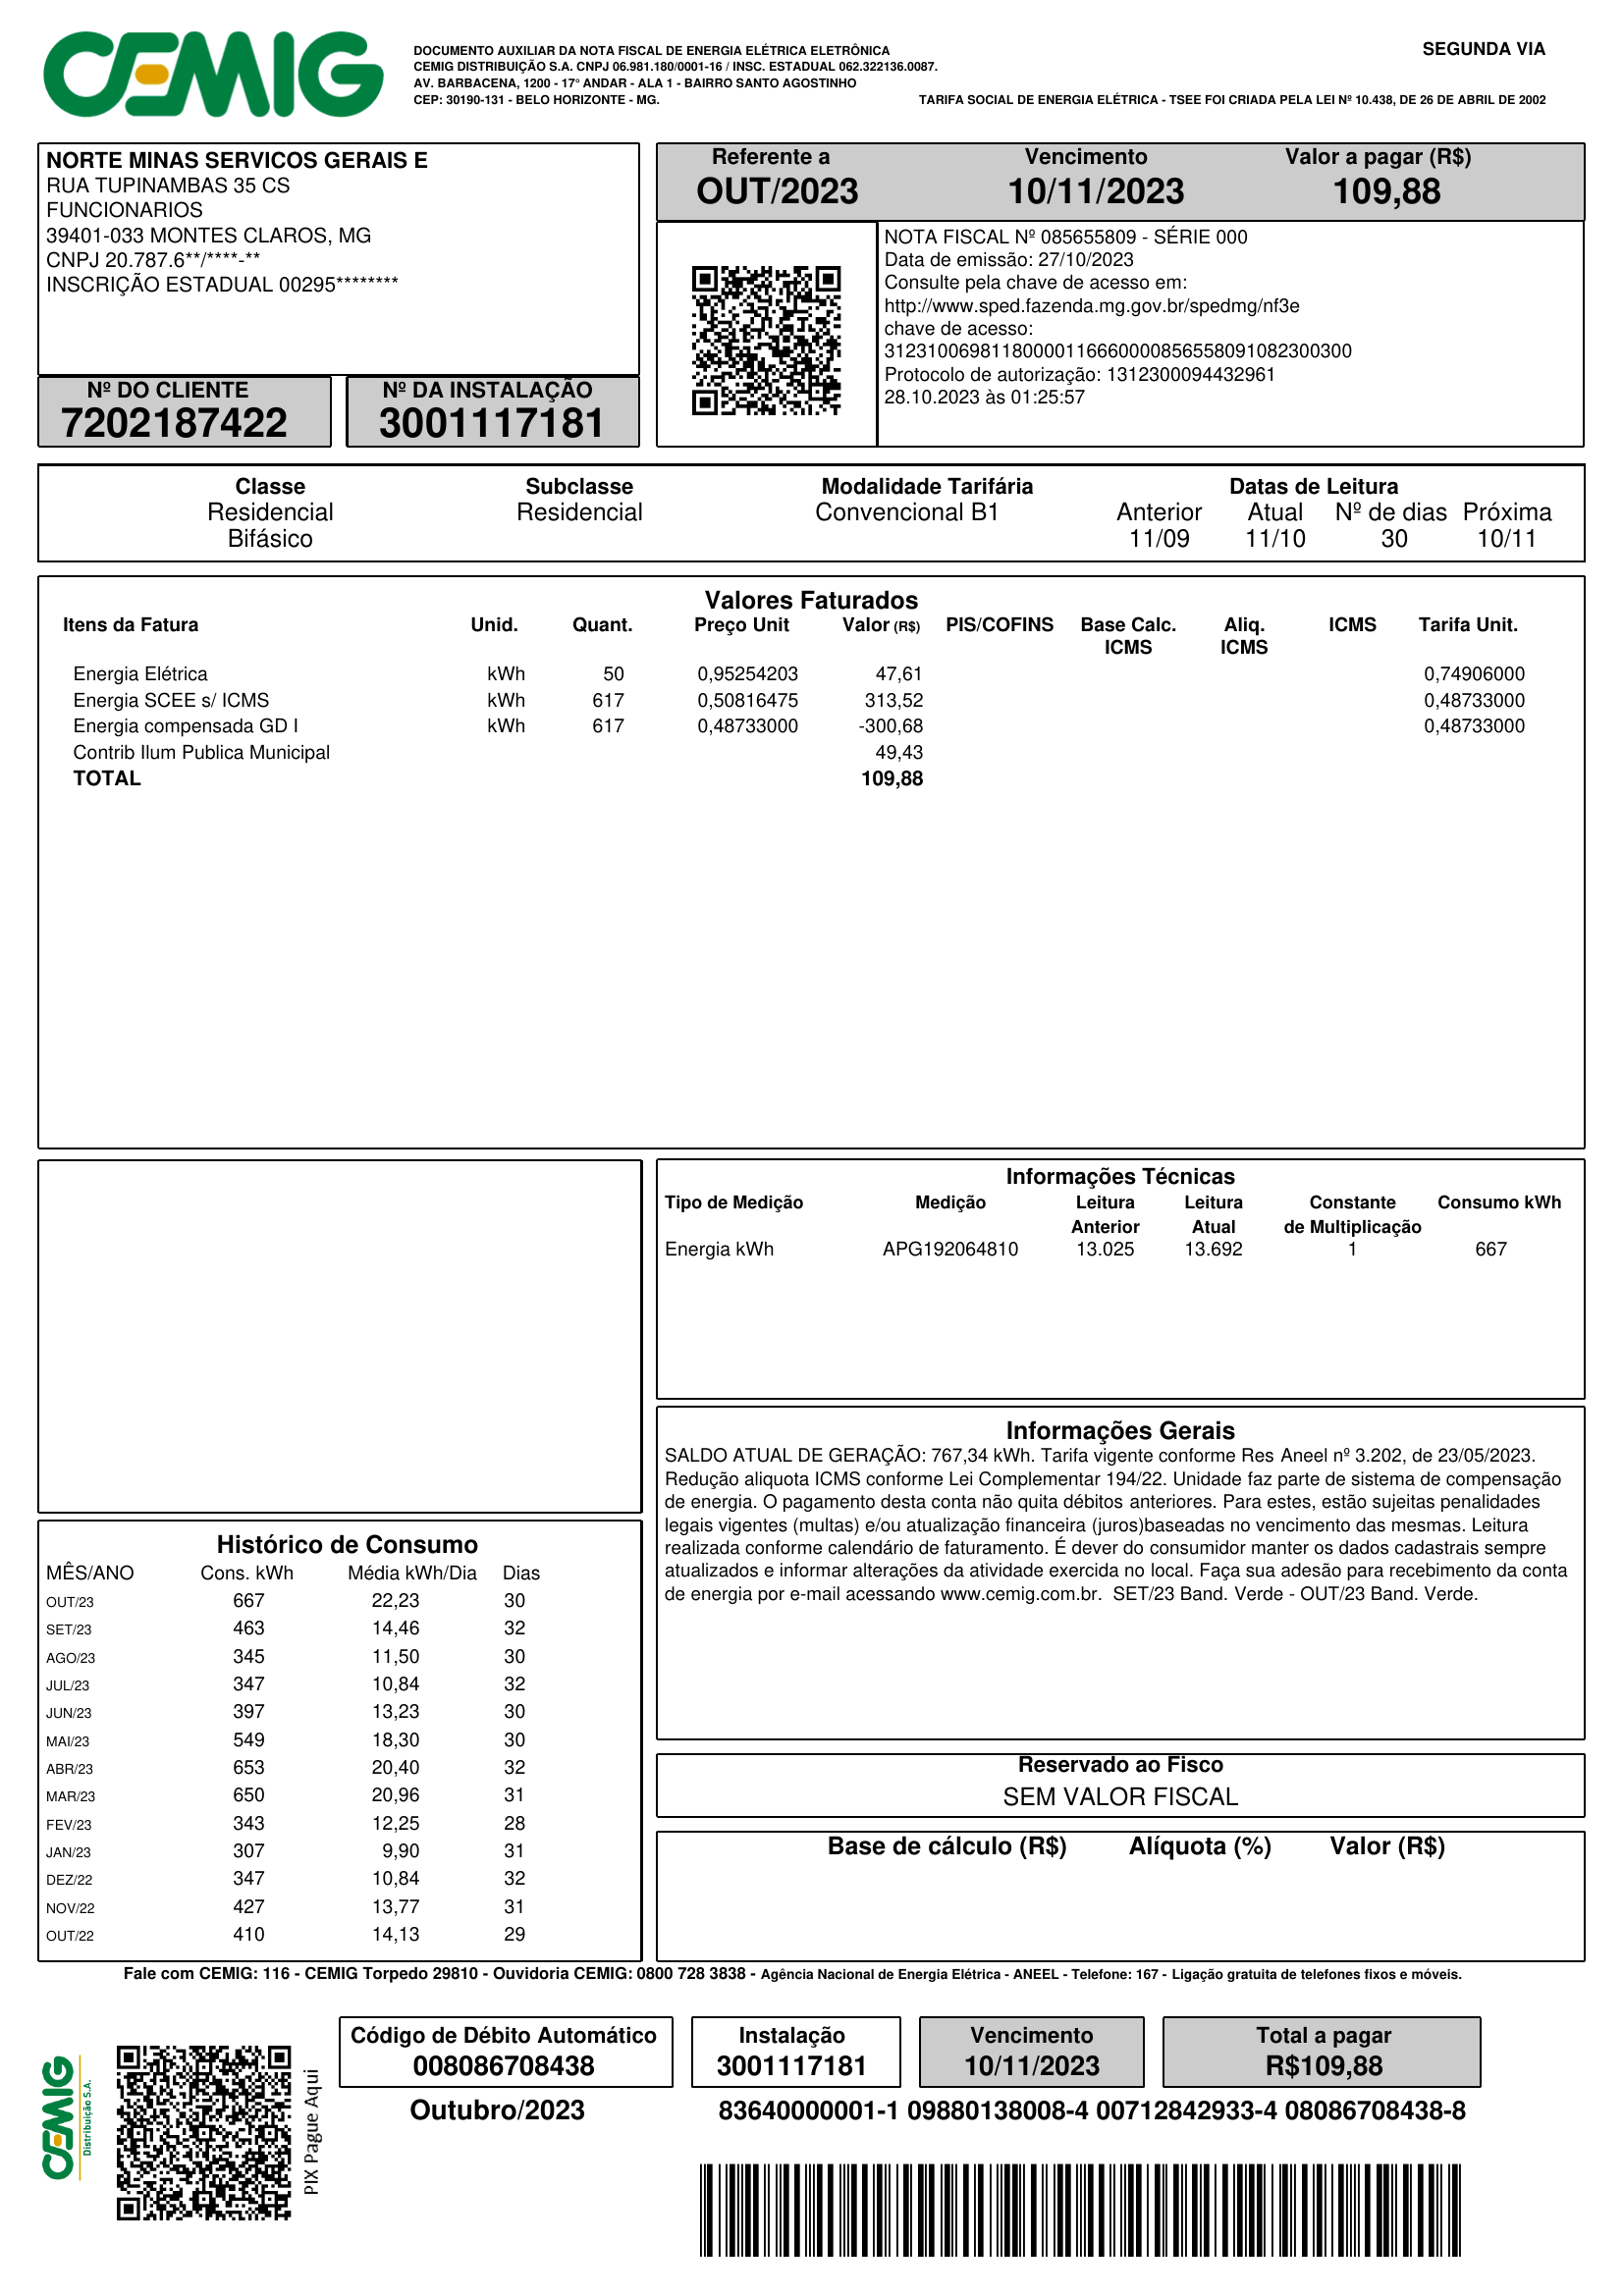 CEMIG
DOCUMENTO AUXILIAR DA NOTA FISCAL DE ENERGIA ELÉTRICA ELETRÔNICA
CEMIG DISTRIBUIÇÃO S.A. CNPJ 06.981.180/0001-16 / INSC. ESTADUAL 062.322136.0087.
AV. BARBACENA, 1200 - 17° ANDAR - ALA 1 - BAIRRO SANTO AGOSTINHO
CEP: 30190-131 - BELO HORIZONTE - MG.
SEGUNDA VIA
TARIFA SOCIAL DE ENERGIA ELÉTRICA - TSEE FOI CRIADA PELA LEI Nº 10.438, DE 26 DE ABRIL DE 2002
NORTE MINAS SERVICOS GERAIS E
RUA TUPINAMBAS 35 CS
FUNCIONARIOS
39401-033 MONTES CLAROS, MG
CNPJ 20.787.6**/****-**
INSCRIÇÃO ESTADUAL 00295********
Nº DO CLIENTE
7202187422
Nº DA INSTALAÇÃO
3001117181
Referente a Vencimento Valor a pagar (R$)
OUT/2023 10/11/2023 109,88
NOTA FISCAL Nº 085655809 - SÉRIE 000
Data de emissão: 27/10/2023
Consulte pela chave de acesso em:
http://www.sped.fazenda.mg.gov.br/spedmg/nf3e
chave de acesso:
31231006981180000116660000856558091082300300
Protocolo de autorização: 1312300094432961
28.10.2023 às 01:25:57
Classe Subclasse Modalidade Tarifária Datas de Leitura
Residencial Residencial Convencional B1 Anterior Atual Nº de dias Próxima
Bifásico 11/09 11/10 30 10/11
Valores Faturados
Itens da Fatura Unid. Quant. Preço Unit Valor (R$) PIS/COFINS Base Calc. Aliq. ICMS Tarifa Unit.
ICMS ICMS
Energia Elétrica kWh 50 0,95254203 47,61 0,74906000
Energia SCEE s/ ICMS kWh 617 0,50816475 313,52 0,48733000
Energia compensada GD I kWh 617 0,48733000 -300,68 0,48733000
Contrib Ilum Publica Municipal 49,43
TOTAL 109,88
Informações Técnicas
Tipo de Medição Medição Leitura Leitura Constante Consumo kWh
Anterior Atual de Multiplicação
Energia kWh APG192064810 13.025 13.692 1 667
Informações Gerais
SALDO ATUAL DE GERAÇÃO: 767,34 kWh. Tarifa vigente conforme Res Aneel nº 3.202, de 23/05/2023.
Redução aliquota ICMS conforme Lei Complementar 194/22. Unidade faz parte de sistema de compensação
de energia. O pagamento desta conta não quita débitos anteriores. Para estes, estão sujeitas penalidades
legais vigentes (multas) e/ou atualização financeira (juros)baseadas no vencimento das mesmas. Leitura
realizada conforme calendário de faturamento. É dever do consumidor manter os dados cadastrais sempre
atualizados e informar alterações da atividade exercida no local. Faça sua adesão para recebimento da conta
de energia por e-mail acessando www.cemig.com.br. SET/23 Band. Verde - OUT/23 Band. Verde.
Histórico de Consumo
MÊS/ANO Cons. kWh Média kWh/Dia Dias
OUT/23 667 22,23 30
SET/23 463 14,46 32
AGO/23 345 11,50 30
JUL/23 347 10,84 32
JUN/23 397 13,23 30
MAI/23 549 18,30 30
ABR/23 653 20,40 32
MAR/23 650 20,96 31
FEV/23 343 12,25 28
JAN/23 307 9,90 31
DEZ/22 347 10,84 32
NOV/22 427 13,77 31
OUT/22 410 14,13 29
Reservado ao Fisco
SEM VALOR FISCAL
Base de cálculo (R$) Alíquota (%) Valor (R$)
Fale com CEMIG: 116 - CEMIG Torpedo 29810 - Ouvidoria CEMIG: 0800 728 3838 - Agência Nacional de Energia Elétrica - ANEEL - Telefone: 167 - Ligação gratuita de telefones fixos e móveis.
CEMIG
Distribuição S.A.
PIX Pague Aqui
Código de Débito Automático Instalação Vencimento Total a pagar
008086708438 3001117181 10/11/2023 R$109,88
Outubro/2023 83640000001-1 09880138008-4 00712842933-4 08086708438-8